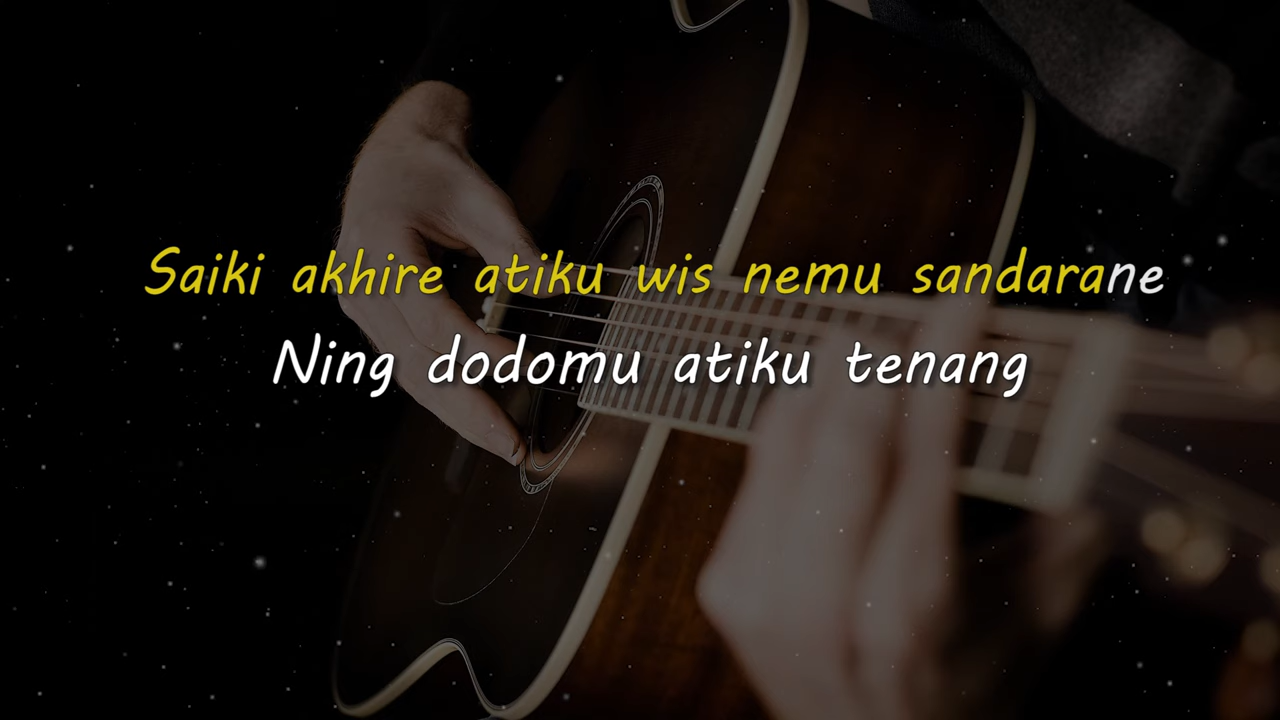 Saiki akhire atiku wis nemu sandarane
Ning dodomu atiku tenang